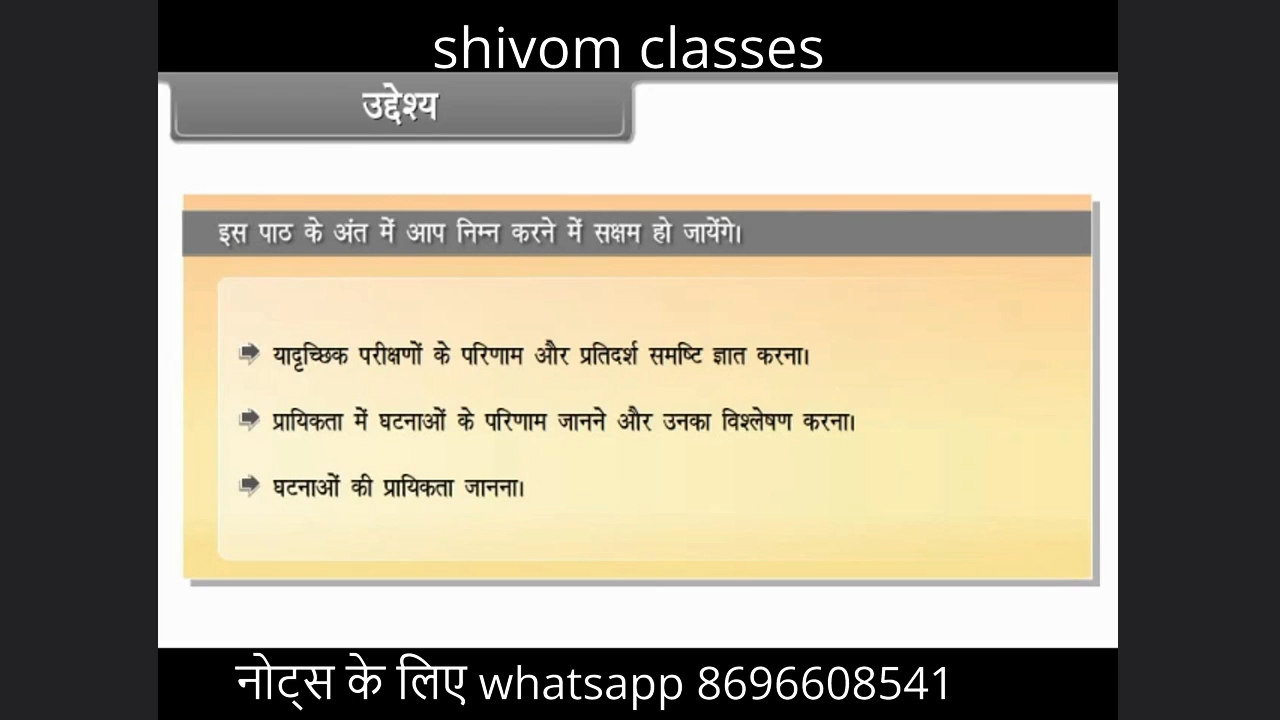 shivom classes
उद्देश्य
इस पाठ के अंत में आप निम्न करने में सक्षम हो जायेंगे।
यादृच्छिक परीक्षणों के परिणाम और प्रतिदर्श समष्टि ज्ञात करना।
प्रायिकता में घटनाओं के परिणाम जानने और उनका विश्लेषण करना।
घटनाओं की प्रायिकता जानना।
नोट्स के लिए whatsapp 8696608541